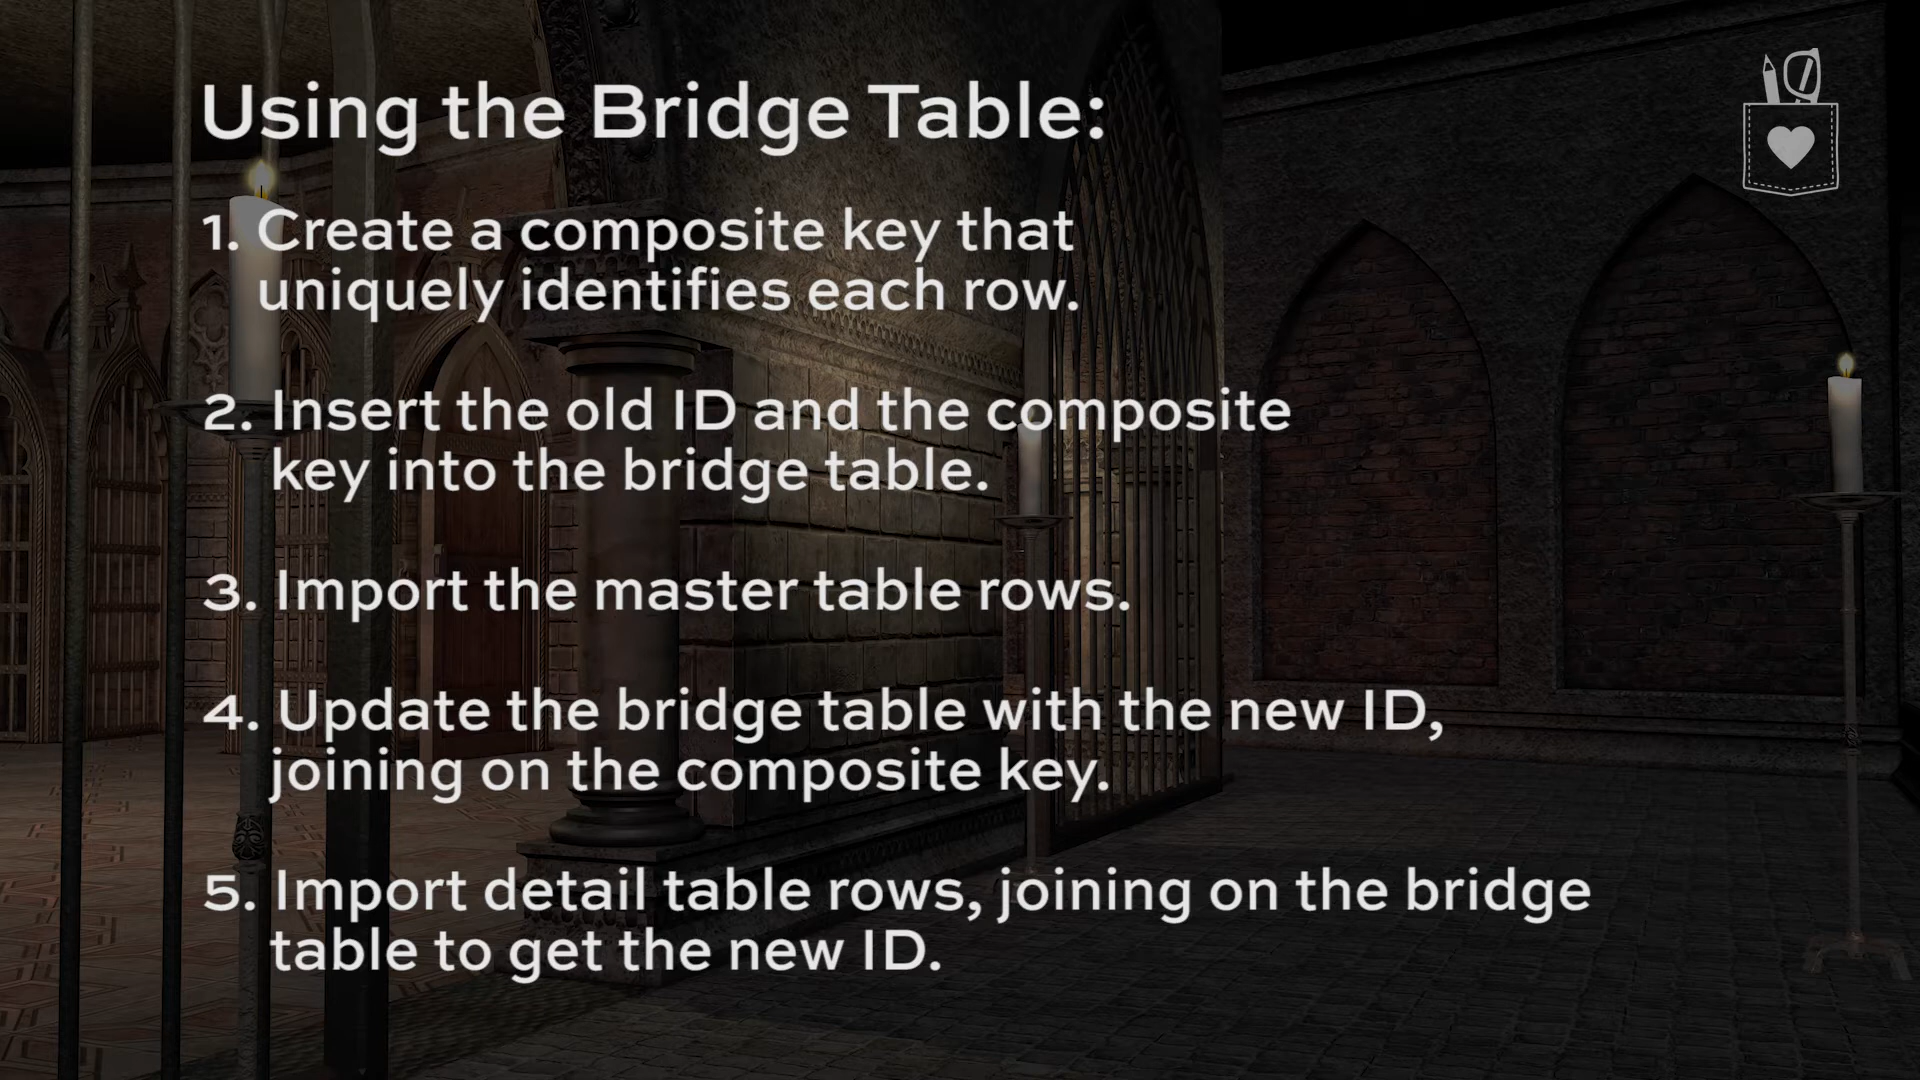 Using the Bridge Table:
1. Create a composite key that
uniquely identifies each row.
2. Insert the old ID and the composite
key into the bridge table.
3. Import the master table rows.
4. Update the bridge table with the new ID,
joining on the composite key.
5. Import detail table rows, joining on the bridge
table to get the new ID.